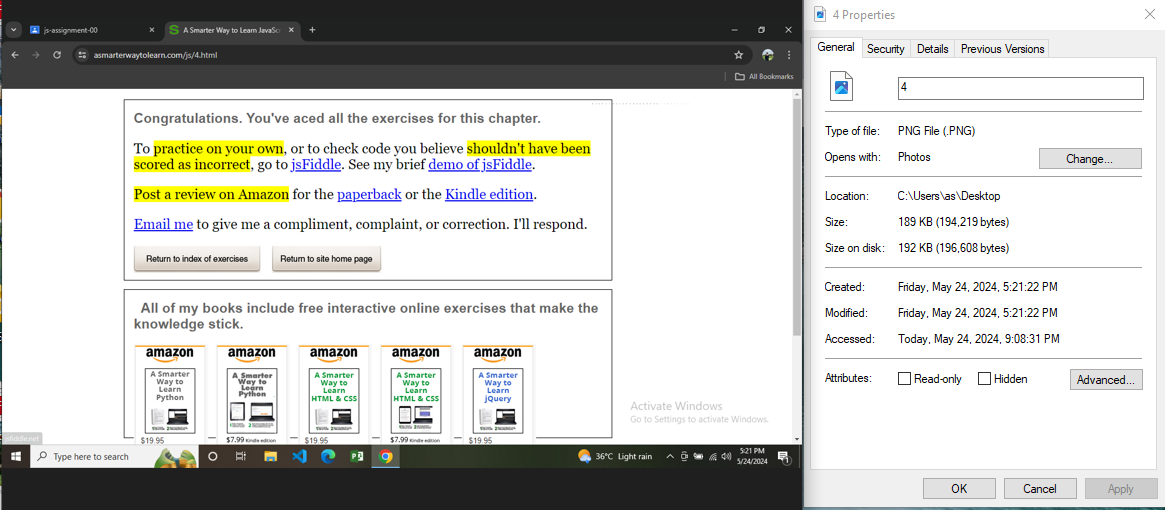 js-assignment-00
A Smarter Way to Learn JavaSc
asmarterwaytolearn.com/js/4.html
All Bookmarks
Congratulations. You've aced all the exercises for this chapter.
To practice on your own, or to check code you believe shouldn't have been
scored as incorrect, go to jsFiddle. See my brief demo of jsFiddle.
Post a review on Amazon for the paperback or the Kindle edition.
Email me to give me a compliment, complaint, or correction. I'll respond.
Return to index of exercises Return to site home page
All of my books include free interactive online exercises that make the
knowledge stick.
amazon amazon amazon amazon amazon
A Smarter
Way to
Learn
Python
$19.95
A Smarter
Way to
Learn
Python
$7.99 Kindle edition
A Smarter
Way to
Learn
HTML & CSS
$19.95
A Smarter
Way to
Learn
HTML & CSS
$7.99 Kindle edition
A Smarter
Way to
Learn
jQuery
$19.95
Activate Windows
Go to Settings to activate Windows.
jsfiddle.net
Type here to search
36°C Light rain
5:21 PM
5/24/2024
1
4 Properties
General Security Details Previous Versions
4
Type of file: PNG File (.PNG)
Opens with: Photos Change...
Location: C:\Users\as\Desktop
Size: 189 KB (194,219 bytes)
Size on disk: 192 KB (196,608 bytes)
Created: Friday, May 24, 2024, 5:21:22 PM
Modified: Friday, May 24, 2024, 5:21:22 PM
Accessed: Today, May 24, 2024, 9:08:31 PM
Attributes: Read-only Hidden Advanced...
OK Cancel Apply